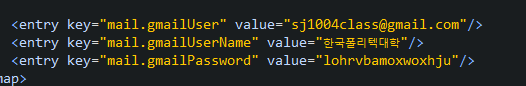 <entry key="mail.gmailUser" value="sj1004class@gmail.com"/>
<entry key="mail.gmailUserName" value="한국폴리텍대학"/>
<entry key="mail.gmailPassword" value="lohrvbamoxwoxhju"/>
map>